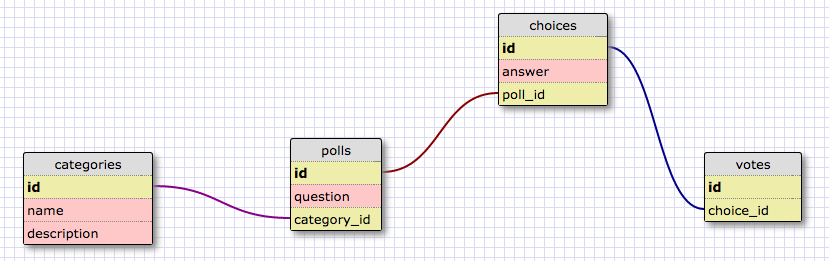 categories
id
name
description
polls
id
question
category_id
choices
id
answer
poll_id
votes
id
choice_id